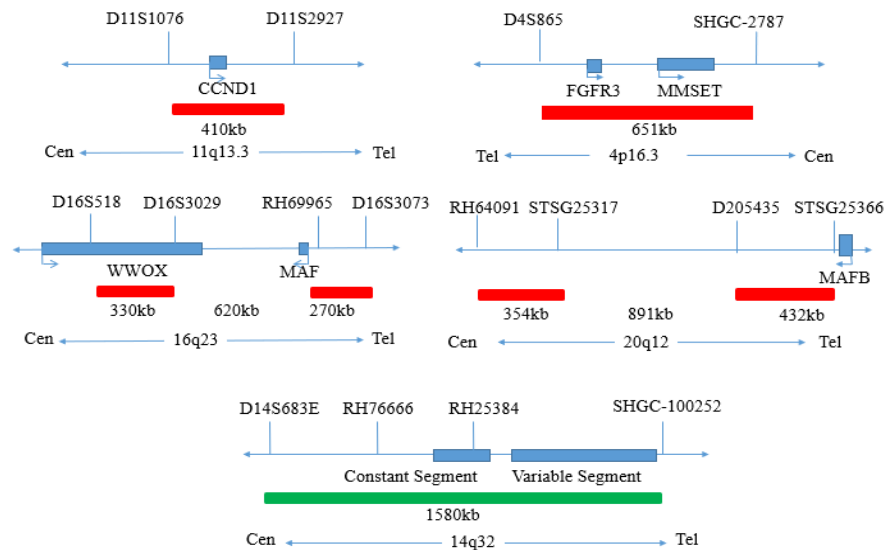 D11S1076 D11S2927
CCND1
410kb
Cen 11q13.3 Tel
D4S865 SHGC-2787
FGFR3 MMSET
651kb
Tel 4p16.3 Cen
D16S518 D16S3029 RH69965 D16S3073
WWOX MAF
330kb 620kb 270kb
Cen 16q23 Tel
RH64091 STSG25317 D205435 STSG25366
MAFB
354kb 891kb 432kb
Cen 20q12 Tel
D14S683E RH76666 RH25384 SHGC-100252
Constant Segment Variable Segment
1580kb
Cen 14q32 Tel